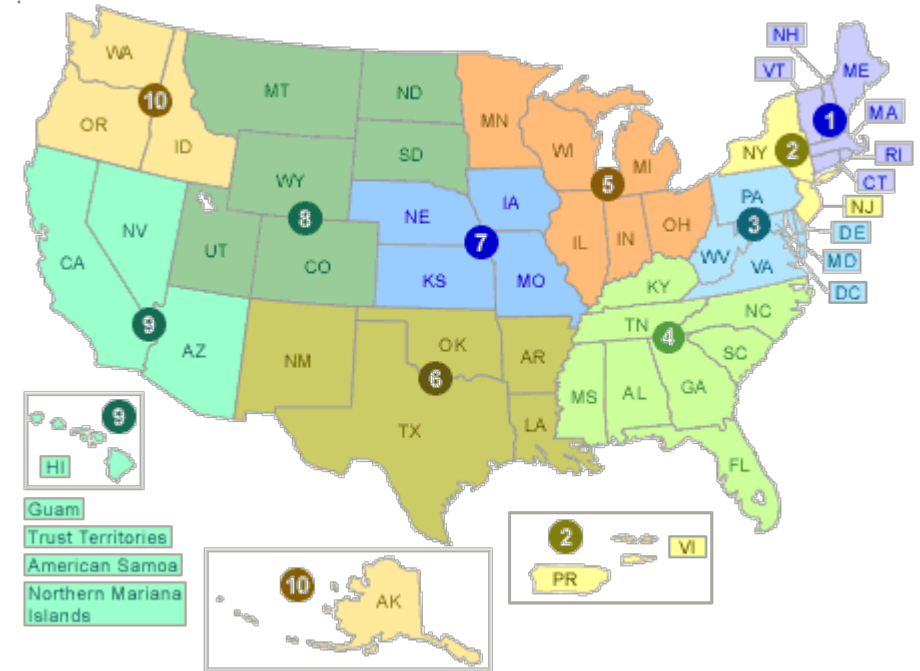 NH
WA
VT
ME
10
MT
ND
MA
OR
MN
1
ID
SD
WI
MI
NY
2
RI
WY
5
CT
NE
IA
PA
NJ
8
NV
7
OH
3
DE
UT
IL
IN
CA
CO
WV
VA
MD
KS
MO
KY
DC
9
NC
TN
4
AZ
NM
OK
AR
SC
6
GA
MS
AL
TX
LA
9
FL
HI
Guam
Trust Territories
2
VI
American Samoa
PR
10
Northern Mariana
Islands
AK